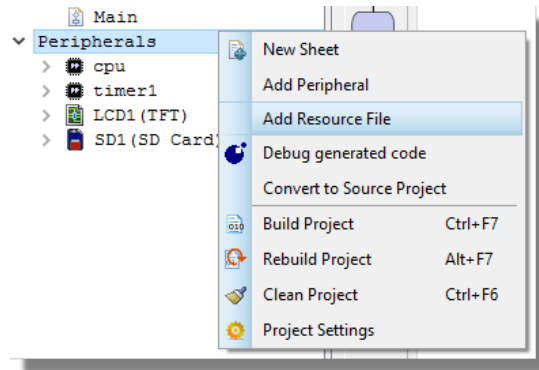 Main
Peripherals
cpu
timer1
LCD1(TFT)
SD1(SD Card)
New Sheet
Add Peripheral
Add Resource File
Debug generated code
Convert to Source Project
Build Project Ctrl+F7
Rebuild Project Alt+F7
Clean Project Ctrl+F6
Project Settings